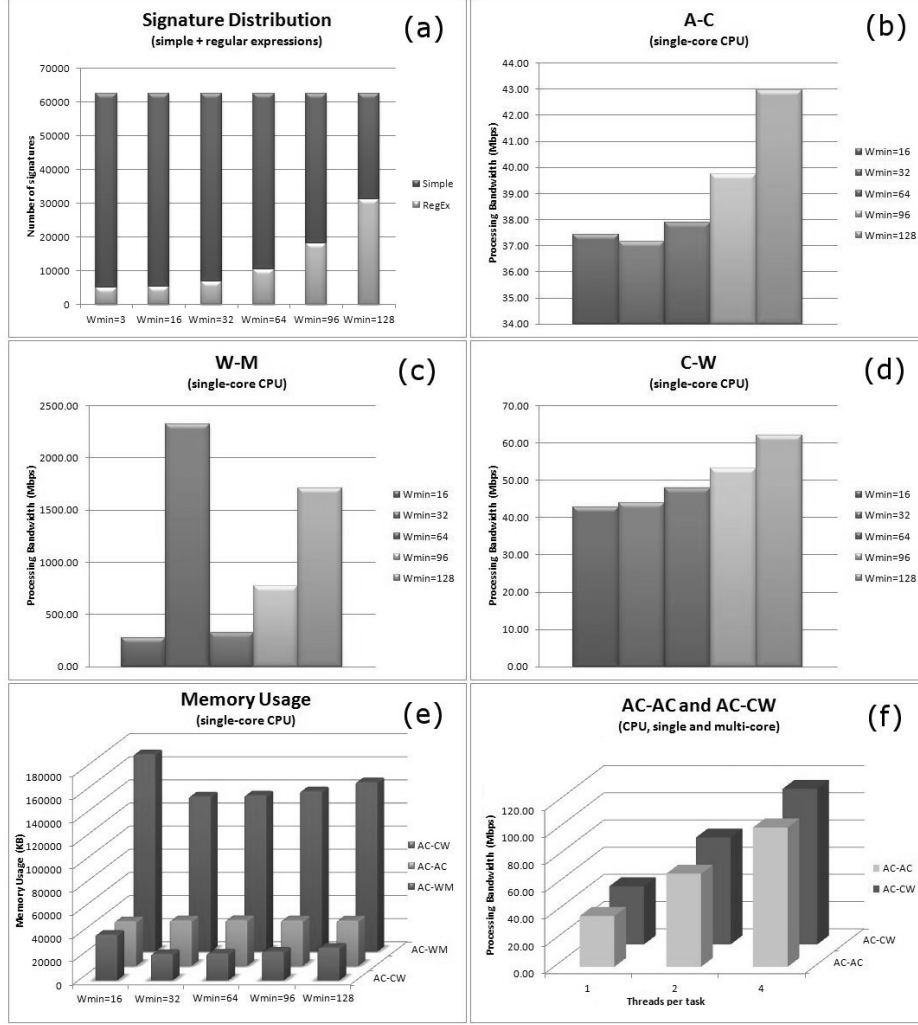 Signature Distribution
(simple + regular expressions)
(a)
Number of signatures
70000
60000
50000
40000
30000
20000
10000
0
Wmin=3 Wmin=16 Wmin=32 Wmin=64 Wmin=96 Wmin=128
Simple
RegEx
A-C
(single-core CPU)
(b)
Processing Bandwidth (Mbps)
44.00
43.00
42.00
41.00
40.00
39.00
38.00
37.00
36.00
35.00
34.00
Wmin=16
Wmin=32
Wmin=64
Wmin=96
Wmin=128
W-M
(single-core CPU)
(c)
Processing Bandwidth (Mbps)
2500.00
2000.00
1500.00
1000.00
500.00
0.00
Wmin=16
Wmin=32
Wmin=64
Wmin=96
Wmin=128
C-W
(single-core CPU)
(d)
Processing Bandwidth (Mbps)
70.00
60.00
50.00
40.00
30.00
20.00
10.00
0.00
Wmin=16
Wmin=32
Wmin=64
Wmin=96
Wmin=128
Memory Usage
(single-core CPU)
(e)
Memory Usage (KB)
180000
160000
140000
120000
100000
80000
60000
40000
20000
0
Wmin=16 Wmin=32 Wmin=64 Wmin=96 Wmin=128
AC-WM
AC-CW
AC-CW
AC-AC
AC-WM
AC-AC and AC-CW
(CPU, single and multi-core)
(f)
Processing Bandwidth (Mbps)
120.00
100.00
80.00
60.00
40.00
20.00
0.00
1 2 4
Threads per task
AC-CW
AC-AC
AC-AC
AC-CW